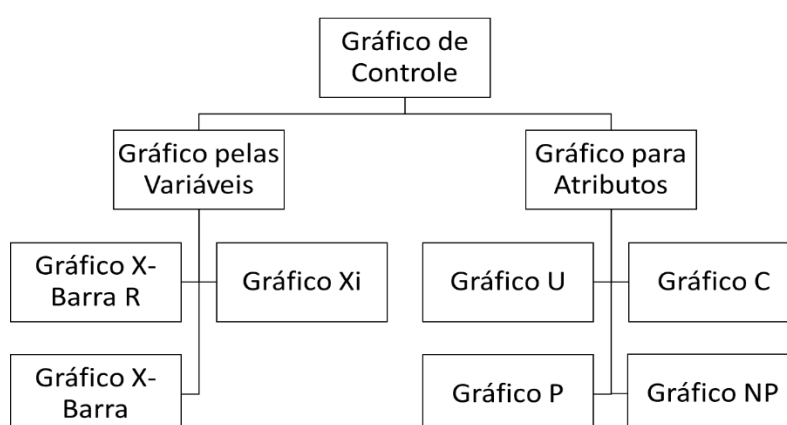 Gráfico de
Controle
Gráfico pelas
Variáveis
Gráfico para
Atributos
Gráfico X-
Barra R
Gráfico Xi
Gráfico U
Gráfico C
Gráfico X-
Barra
Gráfico P
Gráfico NP